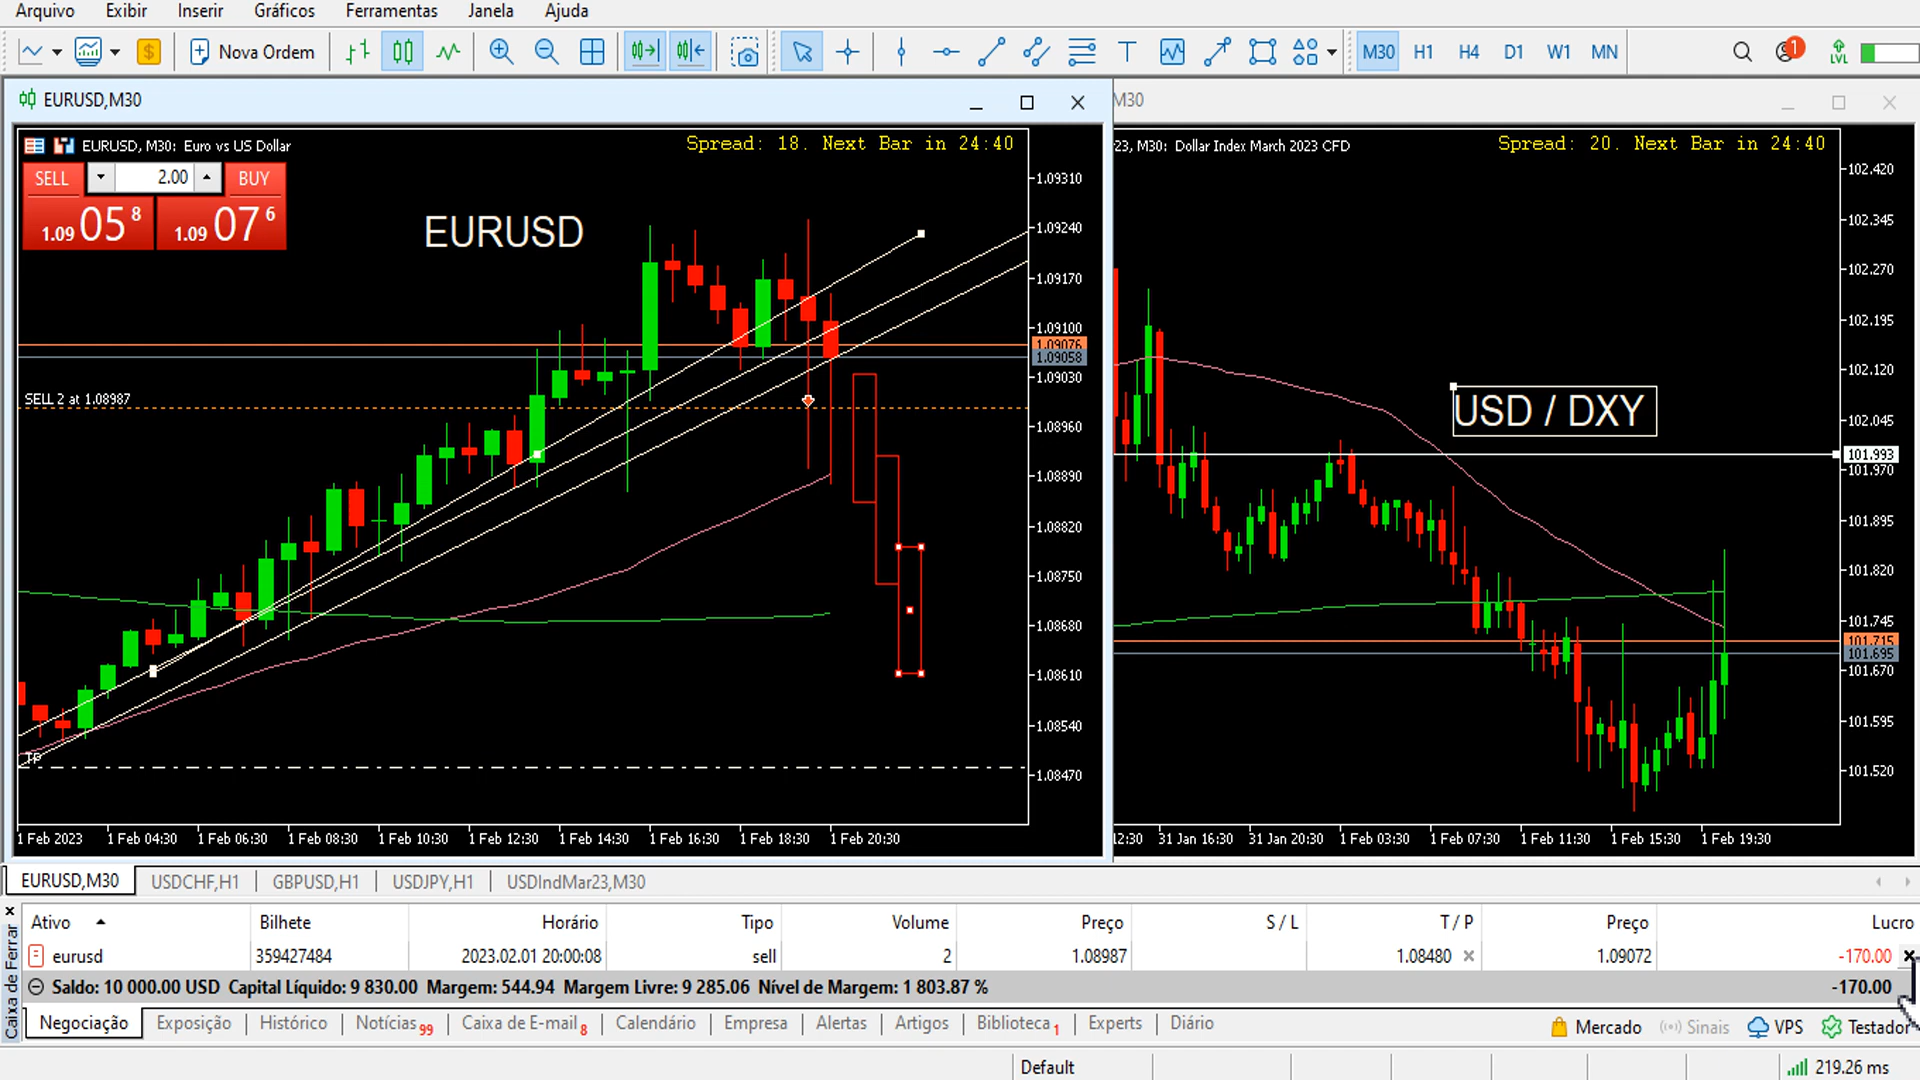 Arquivo Exibir Inserir Gráficos Ferramentas Janela Ajuda
Nova Ordem T M30 H1 H4 D1 W1 MN 1 LVL
EURUSD,M30
M30
EURUSD, M30: Euro vs US Dollar
Spread: 18. Next Bar in 24:40
23, M30: Dollar Index March 2023 CFD
Spread: 20. Next Bar in 24:40
SELL 2.00 BUY
1.09 05 8
1.09 07 6
EURUSD
1.09310
1.09240
1.09170
1.09100
1.09076
1.09058
1.09030
1.08960
1.08890
1.08820
1.08750
1.08680
1.08610
1.08540
1.08470
SELL 2 at 1.08987
TP
1 Feb 2023 1 Feb 04:30 1 Feb 06:30 1 Feb 08:30 1 Feb 10:30 1 Feb 12:30 1 Feb 14:30 1 Feb 16:30 1 Feb 18:30 1 Feb 20:30
USD / DXY
102.420
102.345
102.270
102.195
102.120
102.045
101.993
101.970
101.895
101.820
101.745
101.715
101.695
101.670
101.595
101.520
12:30 31 Jan 16:30 31 Jan 20:30 1 Feb 03:30 1 Feb 07:30 1 Feb 11:30 1 Feb 15:30 1 Feb 19:30
EURUSD,M30 USDCHF,H1 GBPUSD,H1 USDJPY,H1 USDIndMar23,M30
Caixa de Ferrar
Ativo Bilhete Horário Tipo Volume Preço S / L T / P Preço Lucro
eurusd 359427484 2023.02.01 20:00:08 sell 2 1.08987 1.08480 1.09072 -170.00
Saldo: 10 000.00 USD Capital Líquido: 9 830.00 Margem: 544.94 Margem Livre: 9 285.06 Nível de Margem: 1 803.87 % -170.00
Negociação Exposição Histórico Notícias 99 Caixa de E-mail 8 Calendário Empresa Alertas Artigos Biblioteca 1 Experts Diário
Mercado Sinais VPS Testador
Default 219.26 ms